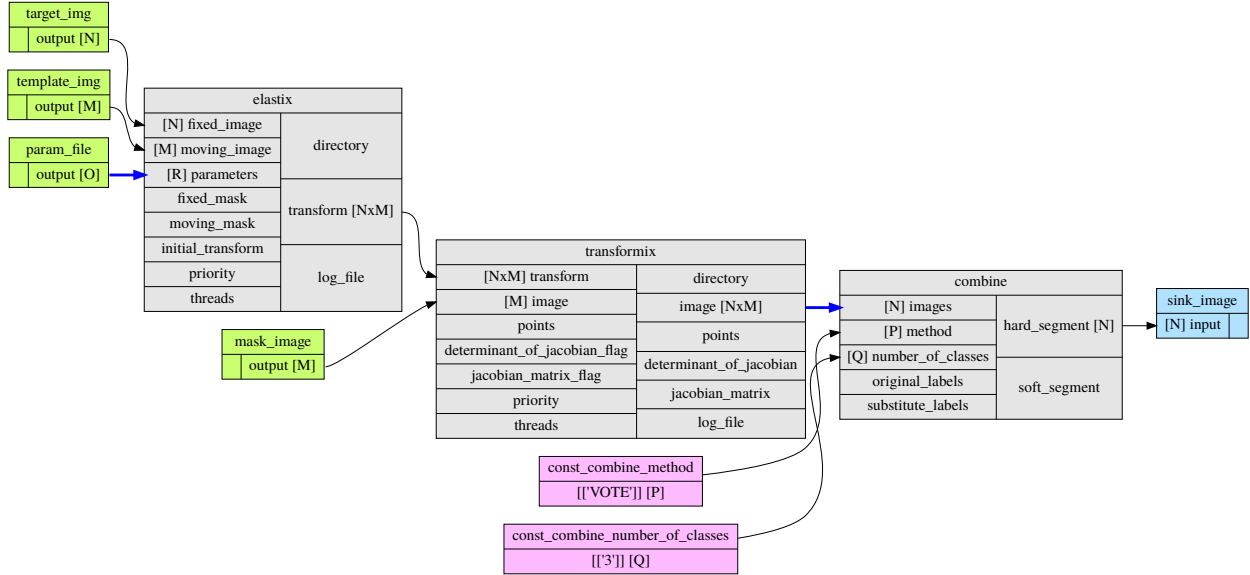 target_img
output [N]
template_img
output [M]
param_file
output [O]
elastix
[N] fixed_image
[M] moving_image
[R] parameters
fixed_mask
moving_mask
initial_transform
priority
threads
directory
transform [NxM]
log_file
mask_image
output [M]
transformix
[NxM] transform
[M] image
points
determinant_of_jacobian_flag
jacobian_matrix_flag
priority
threads
directory
image [NxM]
points
determinant_of_jacobian
jacobian_matrix
log_file
combine
[N] images
[P] method
[Q] number_of_classes
original_labels
substitute_labels
hard_segment [N]
soft_segment
sink_image
[N] input
const_combine_method
[['VOTE']] [P]
const_combine_number_of_classes
[['3']] [Q]